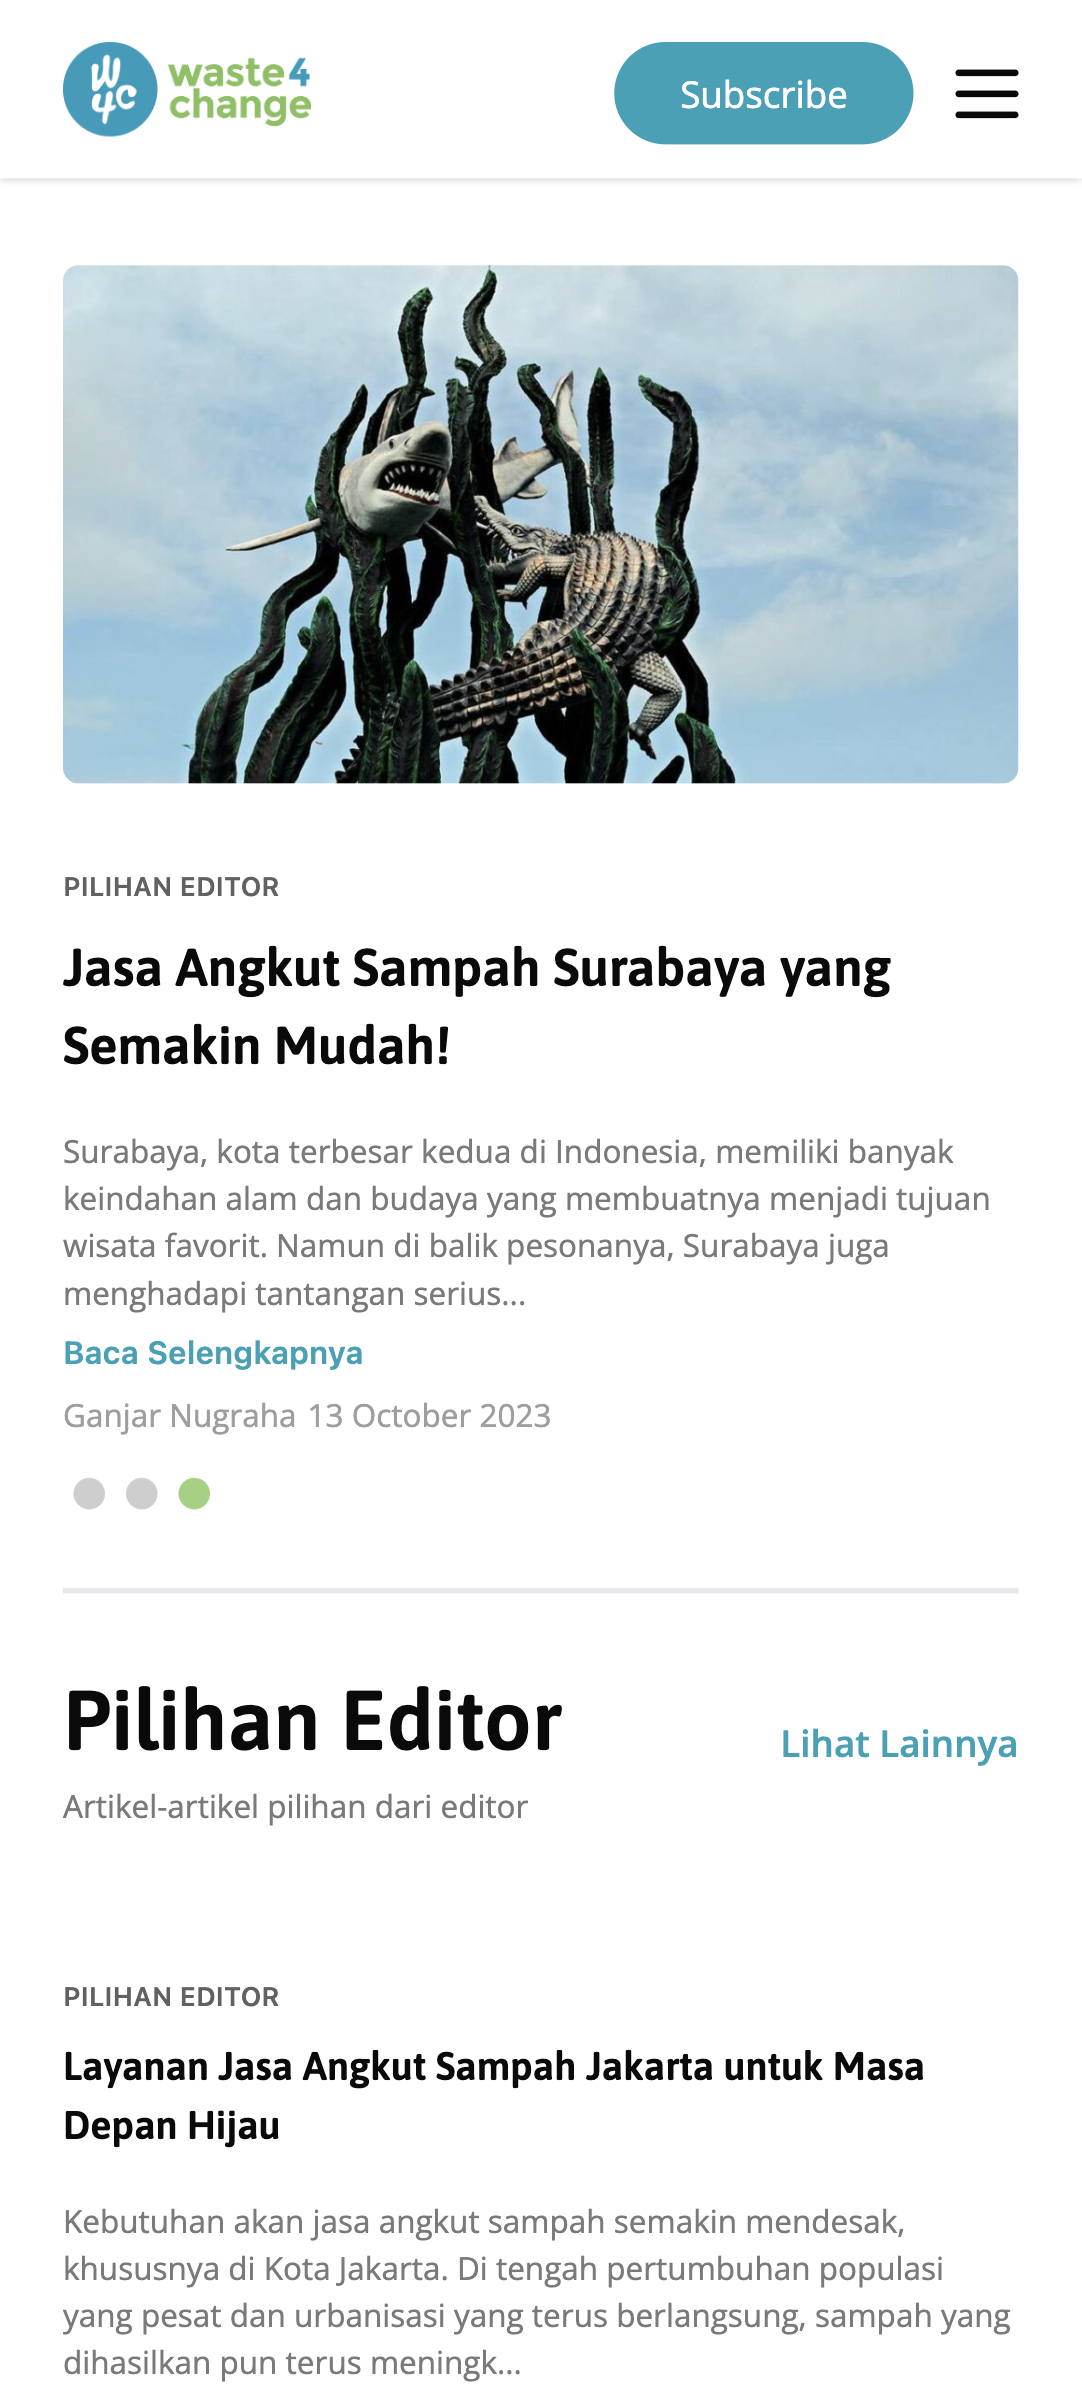 W4C
waste4
change
Subscribe
PILIHAN EDITOR
Jasa Angkut Sampah Surabaya yang
Semakin Mudah!
Surabaya, kota terbesar kedua di Indonesia, memiliki banyak
keindahan alam dan budaya yang membuatnya menjadi tujuan
wisata favorit. Namun di balik pesonanya, Surabaya juga
menghadapi tantangan serius...
Baca Selengkapnya
Ganjar Nugraha 13 October 2023
Pilihan Editor
Lihat Lainnya
Artikel-artikel pilihan dari editor
PILIHAN EDITOR
Layanan Jasa Angkut Sampah Jakarta untuk Masa
Depan Hijau
Kebutuhan akan jasa angkut sampah semakin mendesak,
khususnya di Kota Jakarta. Di tengah pertumbuhan populasi
yang pesat dan urbanisasi yang terus berlangsung, sampah yang
dihasilkan pun terus meningk...